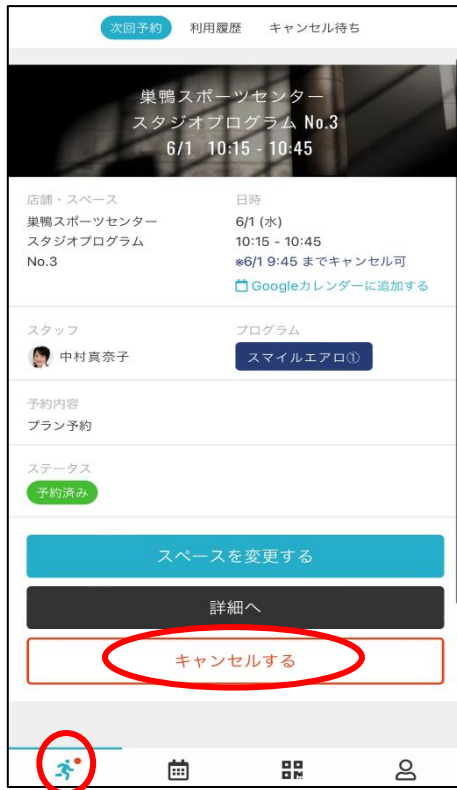 次回予約 利用履歴 キャンセル待ち
巣鴨スポーツセンター
スタジオプログラム No.3
6/1 10:15 - 10:45
店舗・スペース
巣鴨スポーツセンター
スタジオプログラム
No.3
日時
6/1 (水)
10:15 - 10:45
※6/1 9:45 までキャンセル可
Googleカレンダーに追加する
スタッフ
中村真奈子
プログラム
スマイルエアロ①
予約内容
プラン予約
ステータス
予約済み
スペースを変更する
詳細へ
キャンセルする